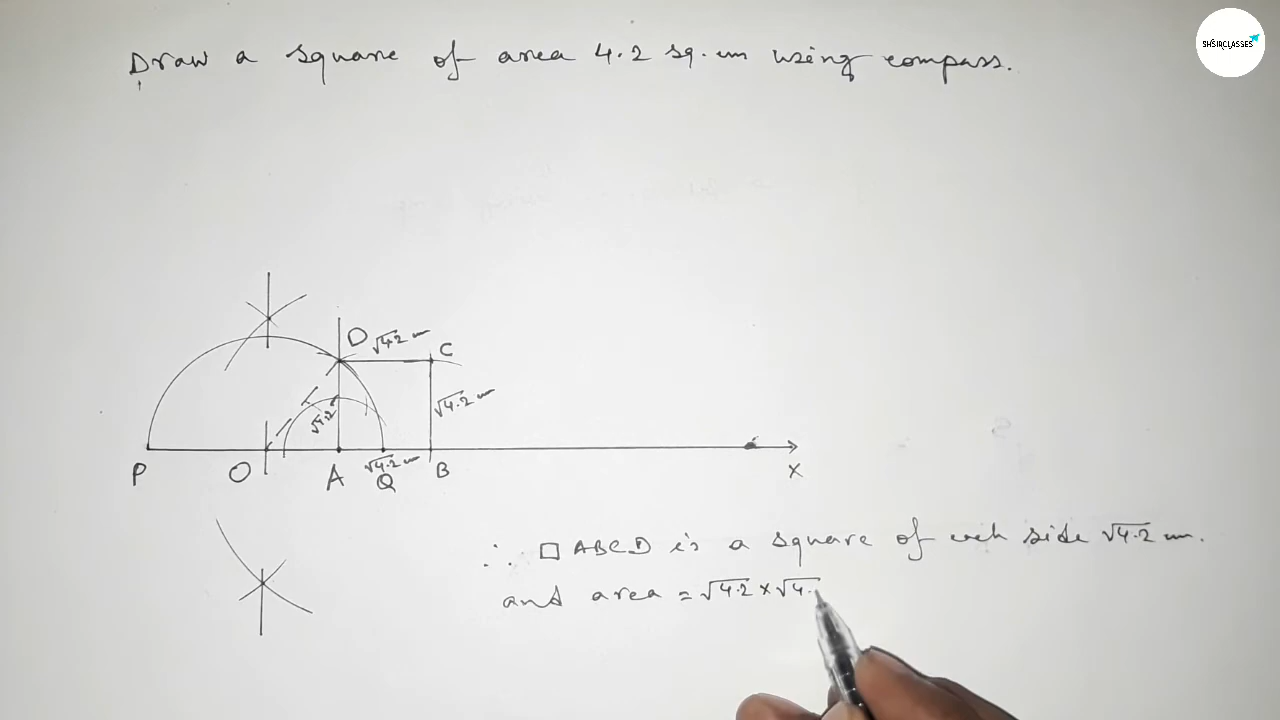 SHSIRCLASSES
Draw a square of area 4.2 sq.cm using compass.
D √4.2 cm C
√4.2
√4.2 cm
P O A √4.2 cm Q B X
∴ □ ABCD is a square of each side √4.2 cm.
and area = √4.2 × √4.